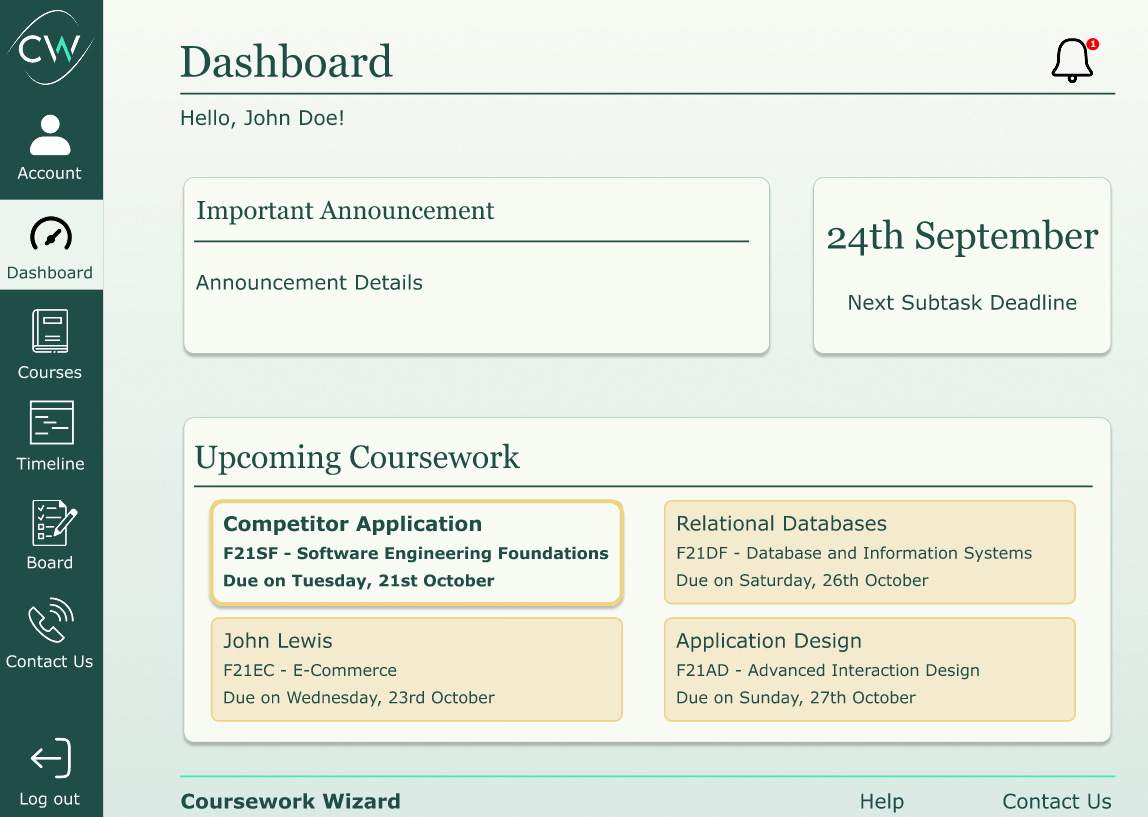 CW
Account
Dashboard
Courses
Timeline
Board
Contact Us
Log out
Dashboard
1
Hello, John Doe!
Important Announcement
Announcement Details
24th September
Next Subtask Deadline
Upcoming Coursework
Competitor Application
F21SF - Software Engineering Foundations
Due on Tuesday, 21st October
Relational Databases
F21DF - Database and Information Systems
Due on Saturday, 26th October
John Lewis
F21EC - E-Commerce
Due on Wednesday, 23rd October
Application Design
F21AD - Advanced Interaction Design
Due on Sunday, 27th October
Coursework Wizard
Help
Contact Us